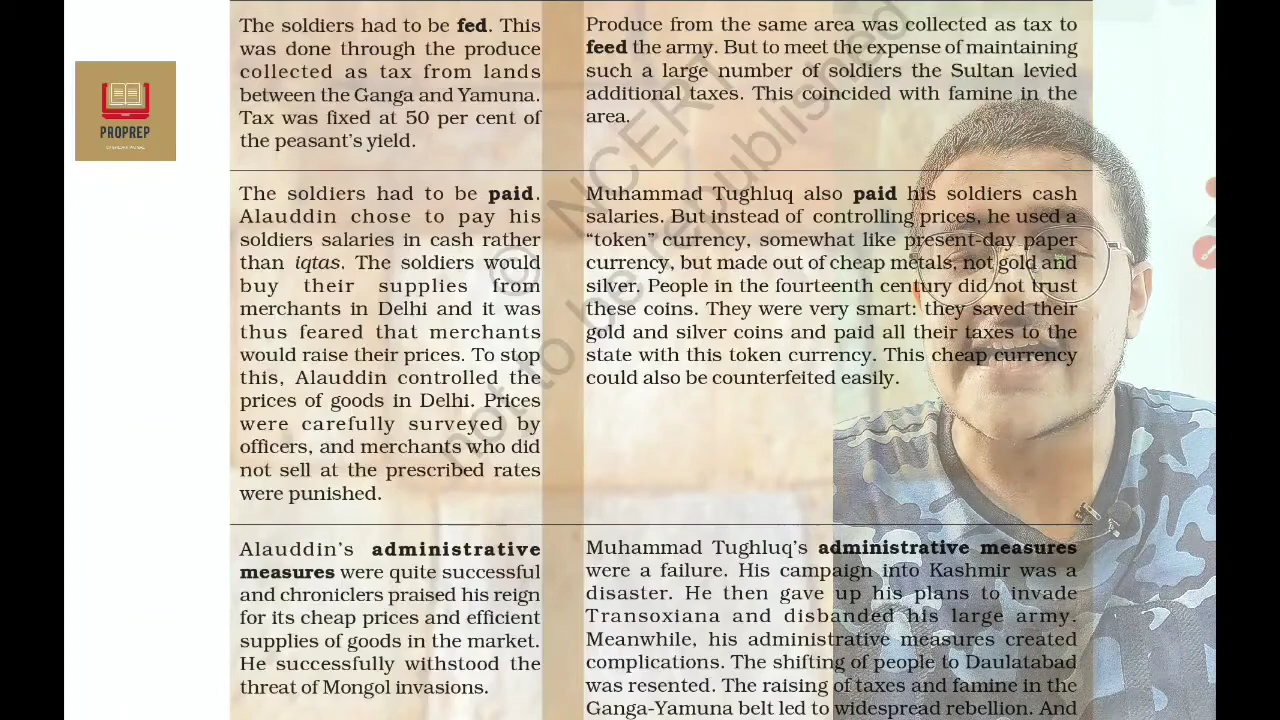 PROPREP
The soldiers had to be fed. This
was done through the produce
collected as tax from lands
between the Ganga and Yamuna.
Tax was fixed at 50 per cent of
the peasant's yield.
Produce from the same area was collected as tax to
feed the army. But to meet the expense of maintaining
such a large number of soldiers the Sultan levied
additional taxes. This coincided with famine in the
area.
The soldiers had to be paid.
Alauddin chose to pay his
soldiers salaries in cash rather
than iqtas. The soldiers would
buy their supplies from
merchants in Delhi and it was
thus feared that merchants
would raise their prices. To stop
this, Alauddin controlled the
prices of goods in Delhi. Prices
were carefully surveyed by
officers, and merchants who did
not sell at the prescribed rates
were punished.
Muhammad Tughluq also paid his soldiers cash
salaries. But instead of controlling prices, he used a
“token” currency, somewhat like present-day paper
currency, but made out of cheap metals, not gold and
silver. People in the fourteenth century did not trust
these coins. They were very smart: they saved their
gold and silver coins and paid all their taxes to the
state with this token currency. This cheap currency
could also be counterfeited easily.
Alauddin's administrative
measures were quite successful
and chroniclers praised his reign
for its cheap prices and efficient
supplies of goods in the market.
He successfully withstood the
threat of Mongol invasions.
Muhammad Tughluq's administrative measures
were a failure. His campaign into Kashmir was a
disaster. He then gave up his plans to invade
Transoxiana and disbanded his large army.
Meanwhile, his administrative measures created
complications. The shifting of people to Daulatabad
was resented. The raising of taxes and famine in the
Ganga-Yamuna belt led to widespread rebellion. And
© NCERT
not to be republished